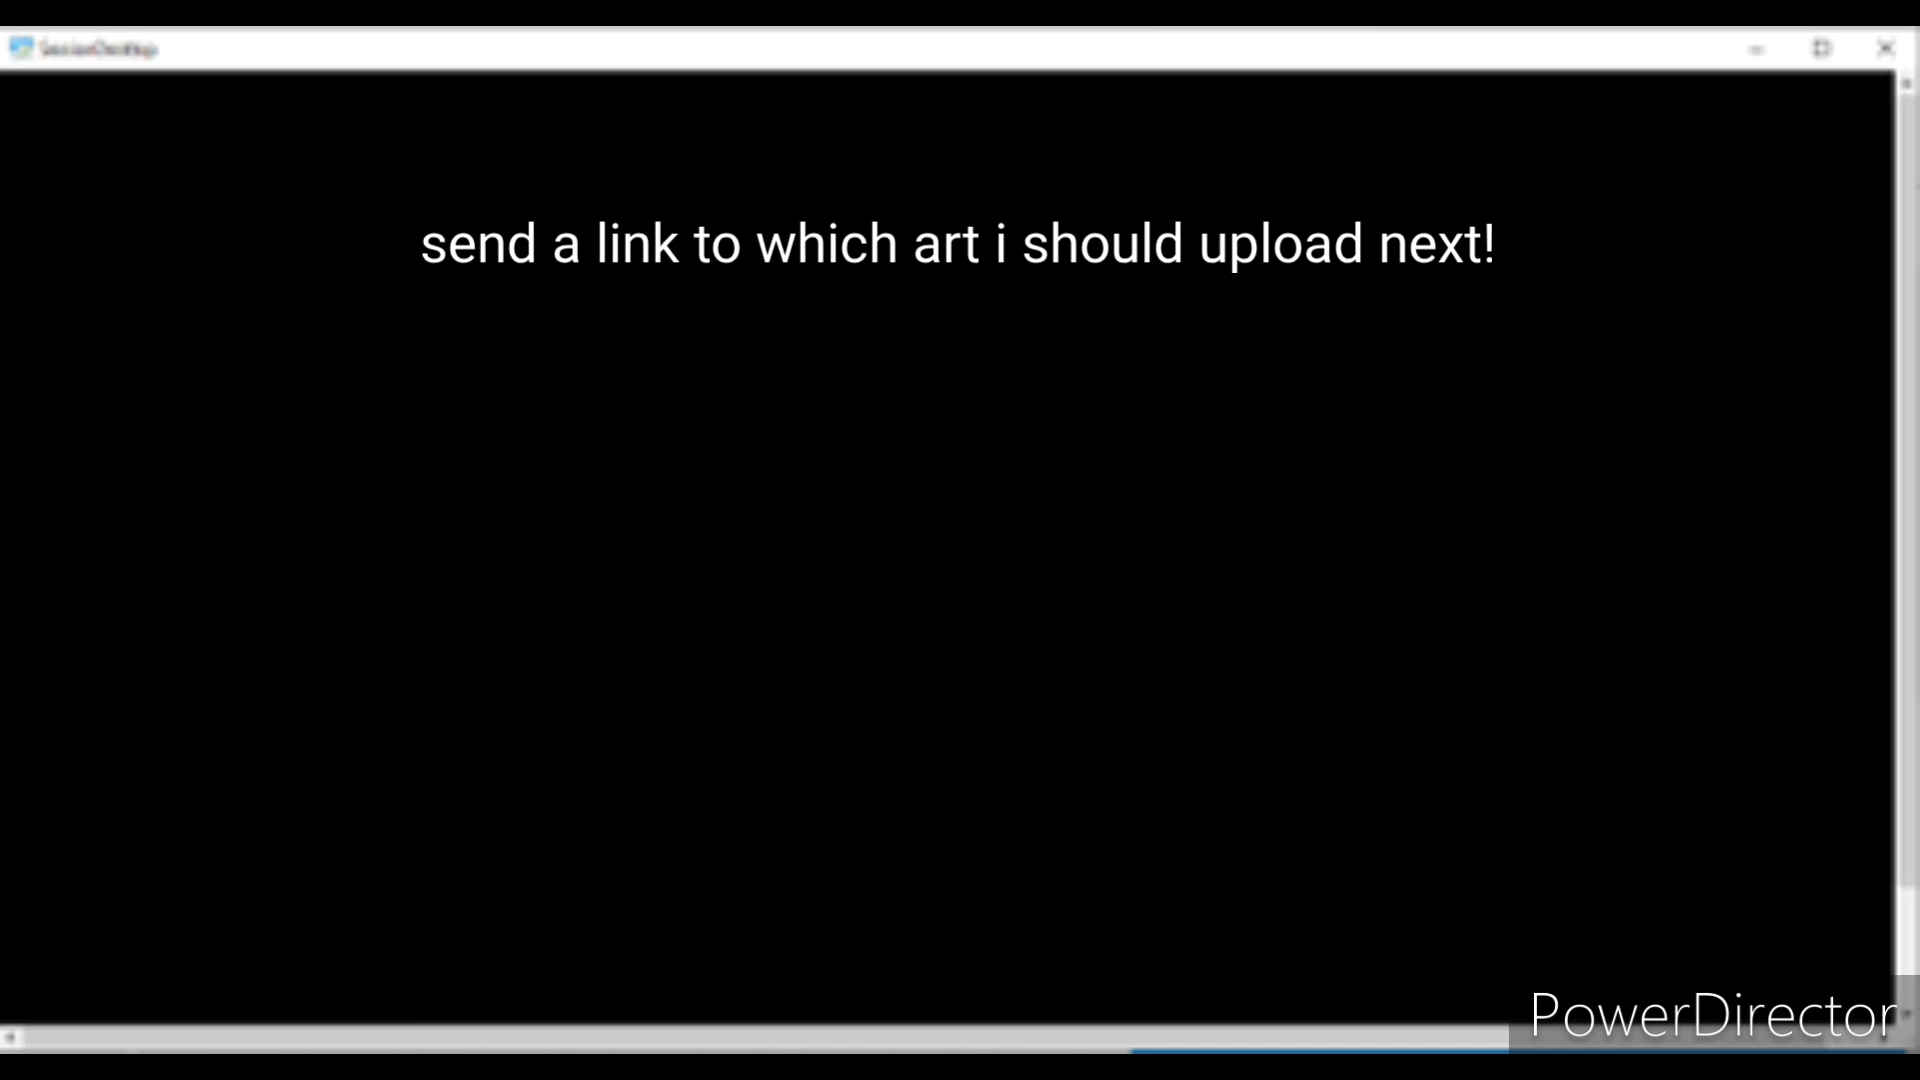 send a link to which art i should upload next!
PowerDirector